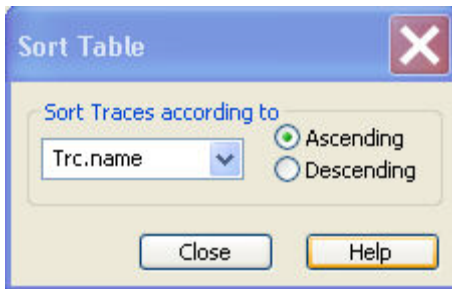 Sort Table
Sort Traces according to
Trc.name
Ascending
Descending
Close
Help